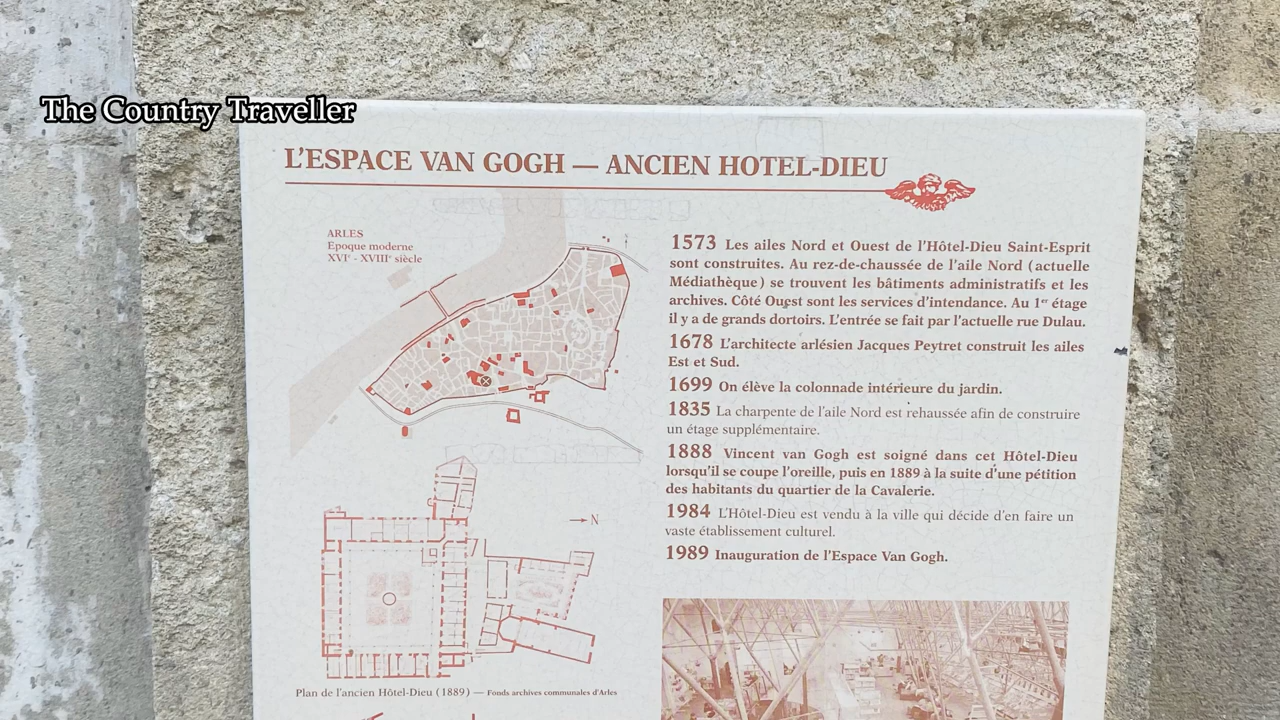 The Country Traveller
L'ESPACE VAN GOGH — ANCIEN HOTEL-DIEU
ARLES
Epoque moderne
XVIe - XVIIIe siècle
1573 Les ailes Nord et Ouest de l'Hôtel-Dieu Saint-Esprit
sont construites. Au rez-de-chaussée de l'aile Nord (actuelle
Médiathèque) se trouvent les bâtiments administratifs et les
archives. Côté Ouest sont les services d'intendance. Au 1er étage
il y a de grands dortoirs. L'entrée se fait par l'actuelle rue Dulau.
1678 L'architecte arlésien Jacques Peytret construit les ailes
Est et Sud.
1699 On élève la colonnade intérieure du jardin.
1835 La charpente de l'aile Nord est rehaussée afin de construire
un étage supplémentaire.
1888 Vincent van Gogh est soigné dans cet Hôtel-Dieu
lorsqu'il se coupe l'oreille, puis en 1889 à la suite d'une pétition
des habitants du quartier de la Cavalerie.
1984 L'Hôtel-Dieu est vendu à la ville qui décide d'en faire un
vaste établissement culturel.
1989 Inauguration de l'Espace Van Gogh.
N
Plan de l'ancien Hôtel-Dieu (1889) — Fonds archives communales d'Arles